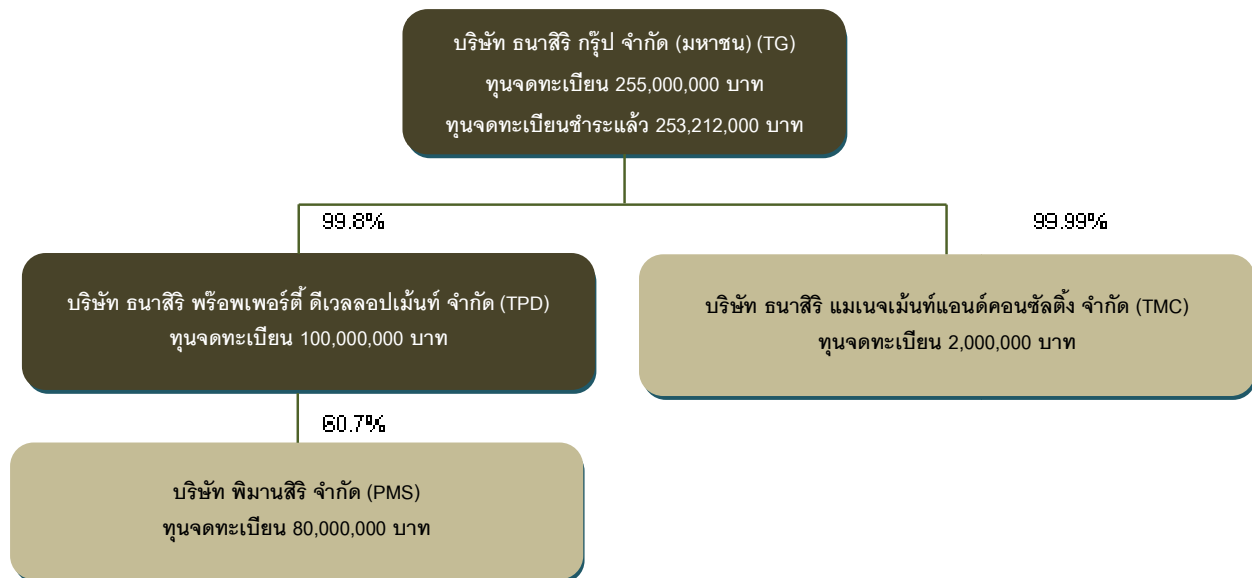 บริษัท ธนาสิริ กรุ๊ป จำกัด (มหาชน) (TG)
ทุนจดทะเบียน 255,000,000 บาท
ทุนจดทะเบียนชำระแล้ว 253,212,000 บาท
99.8%
99.99%
บริษัท ธนาสิริ พร๊อพเพอร์ตี้ ดีเวลลอปเม้นท์ จำกัด (TPD)
ทุนจดทะเบียน 100,000,000 บาท
บริษัท ธนาสิริ แมเนจเม้นท์แอนด์คอนซัลติ้ง จำกัด (TMC)
ทุนจดทะเบียน 2,000,000 บาท
60.7%
บริษัท พิมานสิริ จำกัด (PMS)
ทุนจดทะเบียน 80,000,000 บาท